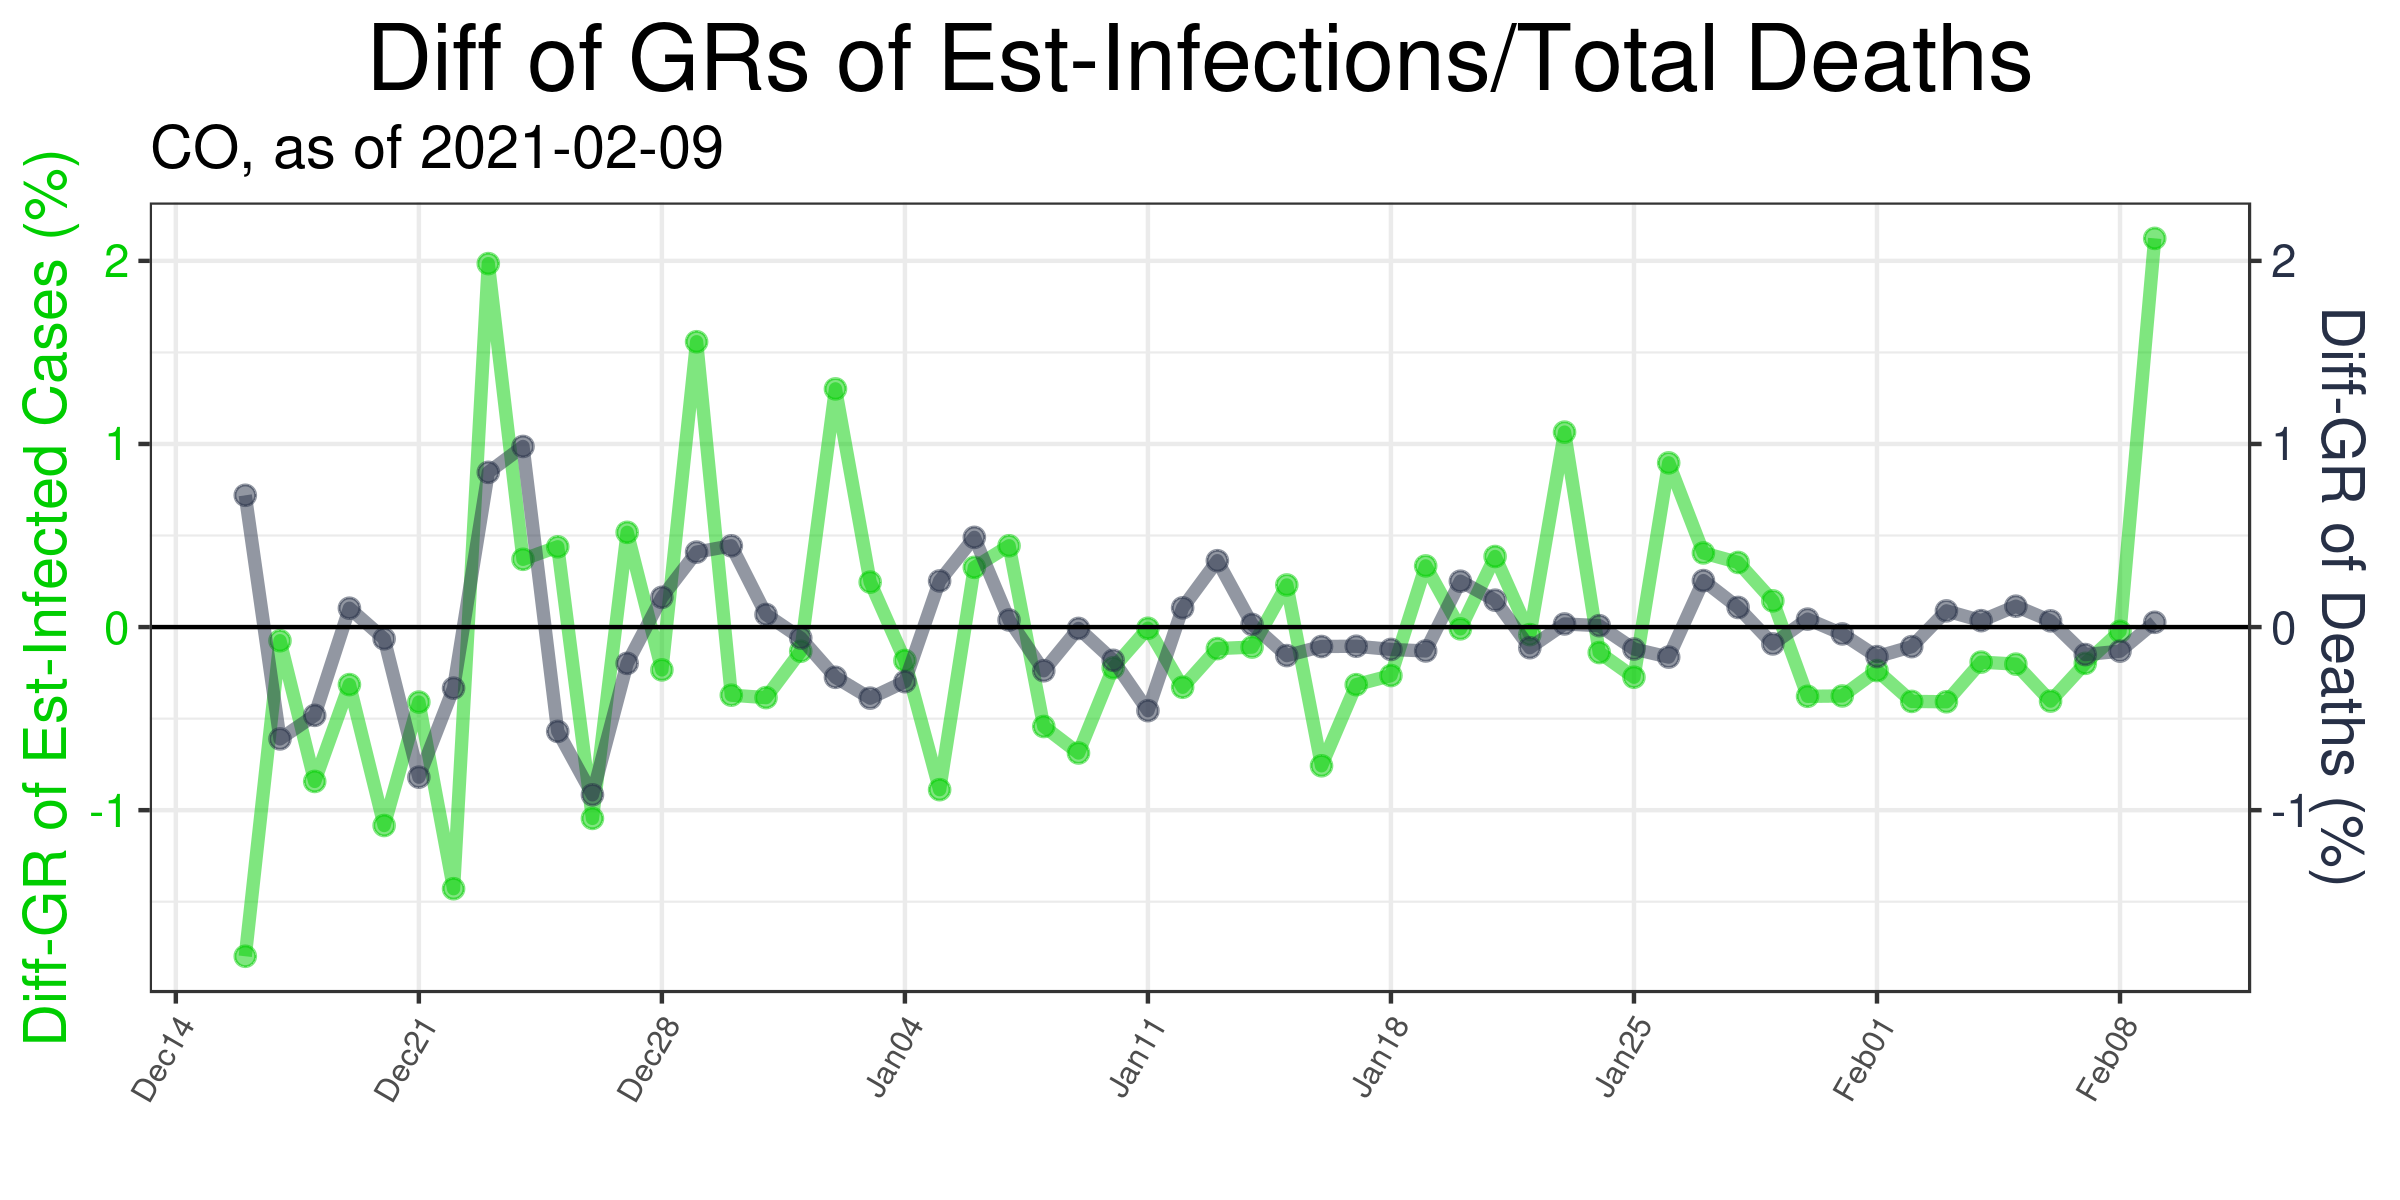 Diff of GRs of Est-Infections/Total Deaths
CO, as of 2021-02-09
Diff-GR of Est-Infected Cases (%)
2
1
0
-1
2
1
0
-1
Diff-GR of Deaths (%)
Dec14
Dec21
Dec28
Jan04
Jan11
Jan18
Jan25
Feb01
Feb08